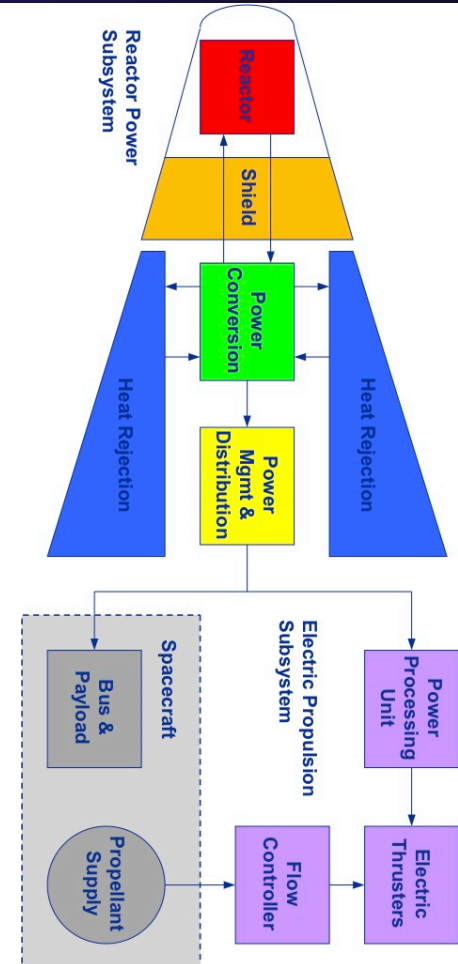 Reactor Power
Subsystem
Reactor
Shield
Power
Conversion
Heat Rejection
Heat Rejection
Power
Mgmt &
Distribution
Electric Propulsion
Subsystem
Power
Processing
Unit
Electric
Thrusters
Flow
Controller
Spacecraft
Bus &
Payload
Propellant
Supply